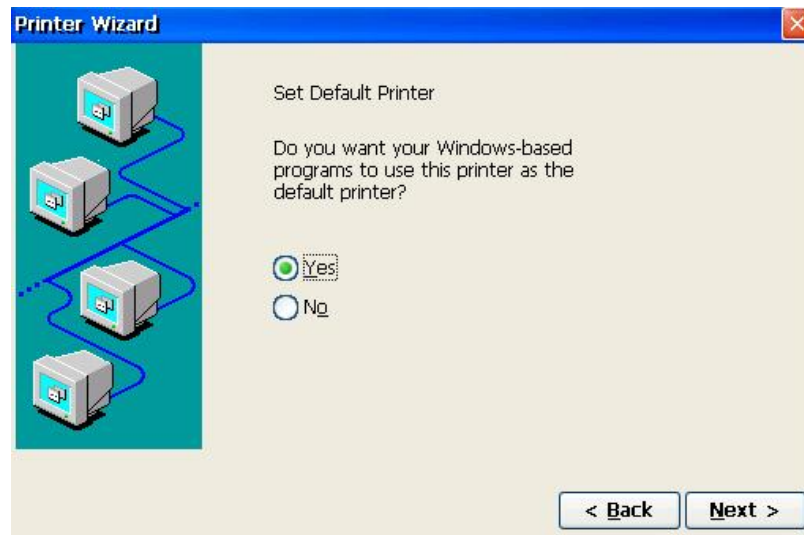 Printer Wizard
Set Default Printer
Do you want your Windows-based
programs to use this printer as the
default printer?
Yes
No
< Back
Next >